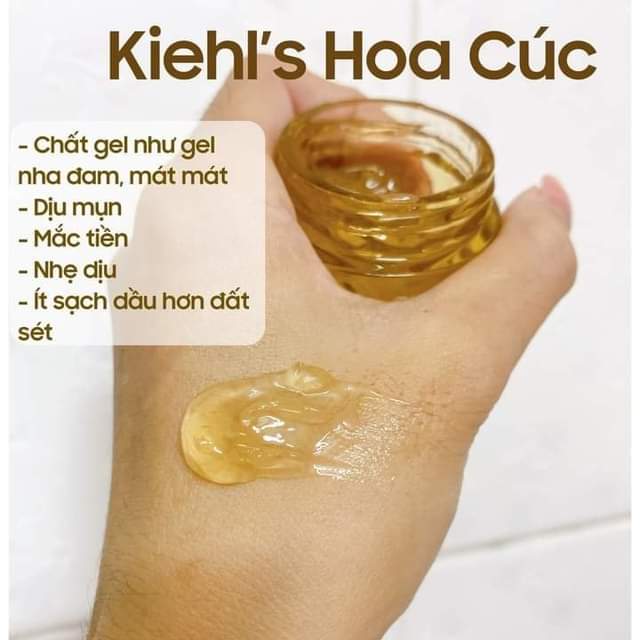 Kiehl's Hoa Cúc
- Chất gel như gel
nha đam, mát mát
- Dịu mụn
- Mắc tiền
- Nhẹ dịu
- Ít sạch dầu hơn đất
sét